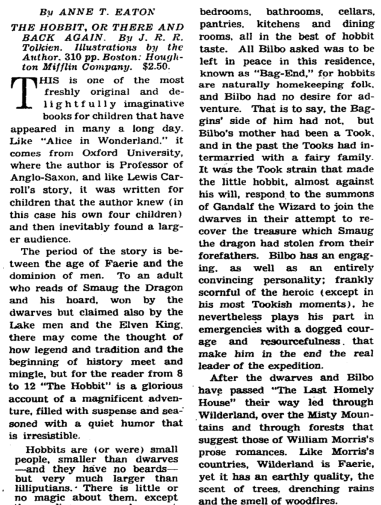 By ANNE T. EATON
THE HOBBIT, OR THERE AND
BACK AGAIN. By J. R. R.
Tolkien. Illustrations by the
Author. 310 pp. Boston: Hough-
ton Mifflin Company. $2.50.
THIS is one of the most
freshly original and de-
lightfully imaginative
books for children that have
appeared in many a long day.
Like "Alice in Wonderland," it
comes from Oxford University,
where the author is Professor of
Anglo-Saxon, and like Lewis Car-
roll's story, it was written for
children that the author knew (in
this case his own four children)
and then inevitably found a larg-
er audience.
The period of the story is be-
tween the age of Faerie and the
dominion of men. To an adult
who reads of Smaug the Dragon
and his hoard, won by the
dwarves but claimed also by the
Lake men and the Elven King,
there may come the thought of
how legend and tradition and the
beginning of history meet and
mingle, but for the reader from 8
to 12 "The Hobbit" is a glorious
account of a magnificent adven-
ture, filled with suspense and sea-
soned with a quiet humor that
is irresistible.
Hobbits are (or were) small
people, smaller than dwarves
—and they have no beards—
but very much larger than
lilliputians. There is little or
no magic about them, except
bedrooms, bathrooms, cellars,
pantries, kitchens and dining
rooms, all in the best of hobbit
taste. All Bilbo asked was to be
left in peace in this residence,
known as "Bag-End," for hobbits
are naturally homekeeping folk,
and Bilbo had no desire for ad-
venture. That is to say, the Bag-
gins' side of him had not, but
Bilbo's mother had been a Took,
and in the past the Tooks had in-
termarried with a fairy family.
It was the Took strain that made
the little hobbit, almost against
his will, respond to the summons
of Gandalf the Wizard to join the
dwarves in their attempt to re-
cover the treasure which Smaug
the dragon had stolen from their
forefathers. Bilbo has an engag-
ing, as well as an entirely
convincing personality; frankly
scornful of the heroic (except in
his most Tookish moments), he
nevertheless plays his part in
emergencies with a dogged cour-
age and resourcefulness, that
make him in the end the real
leader of the expedition.
After the dwarves and Bilbo
have passed "The Last Homely
House" their way led through
Wilderland, over the Misty Moun-
tains and through forests that
suggest those of William Morris's
prose romances. Like Morris's
countries, Wilderland is Faerie,
yet it has an earthly quality, the
scent of trees, drenching rains
and the smell of woodfires.